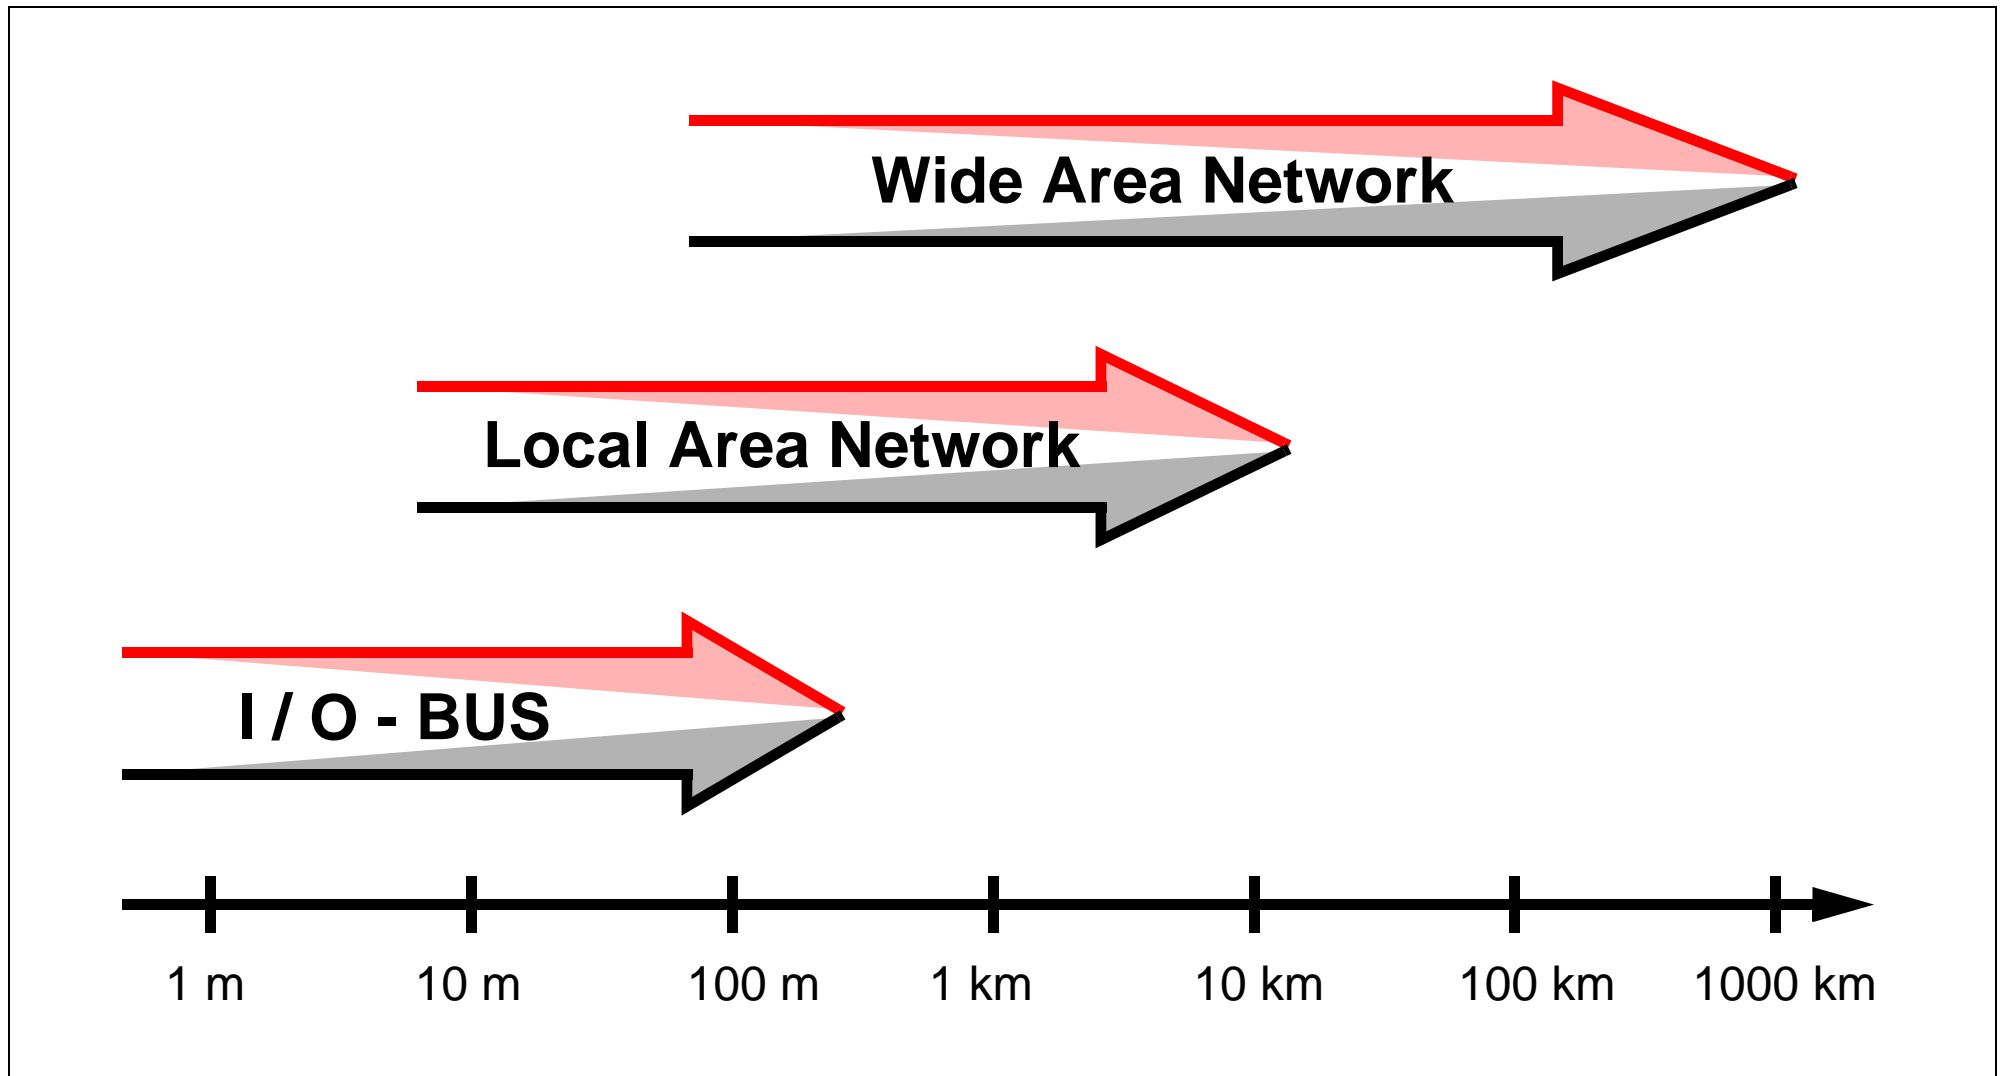 Wide Area Network
Local Area Network
I / O - BUS
1 m 10 m 100 m 1 km 10 km 100 km 1000 km